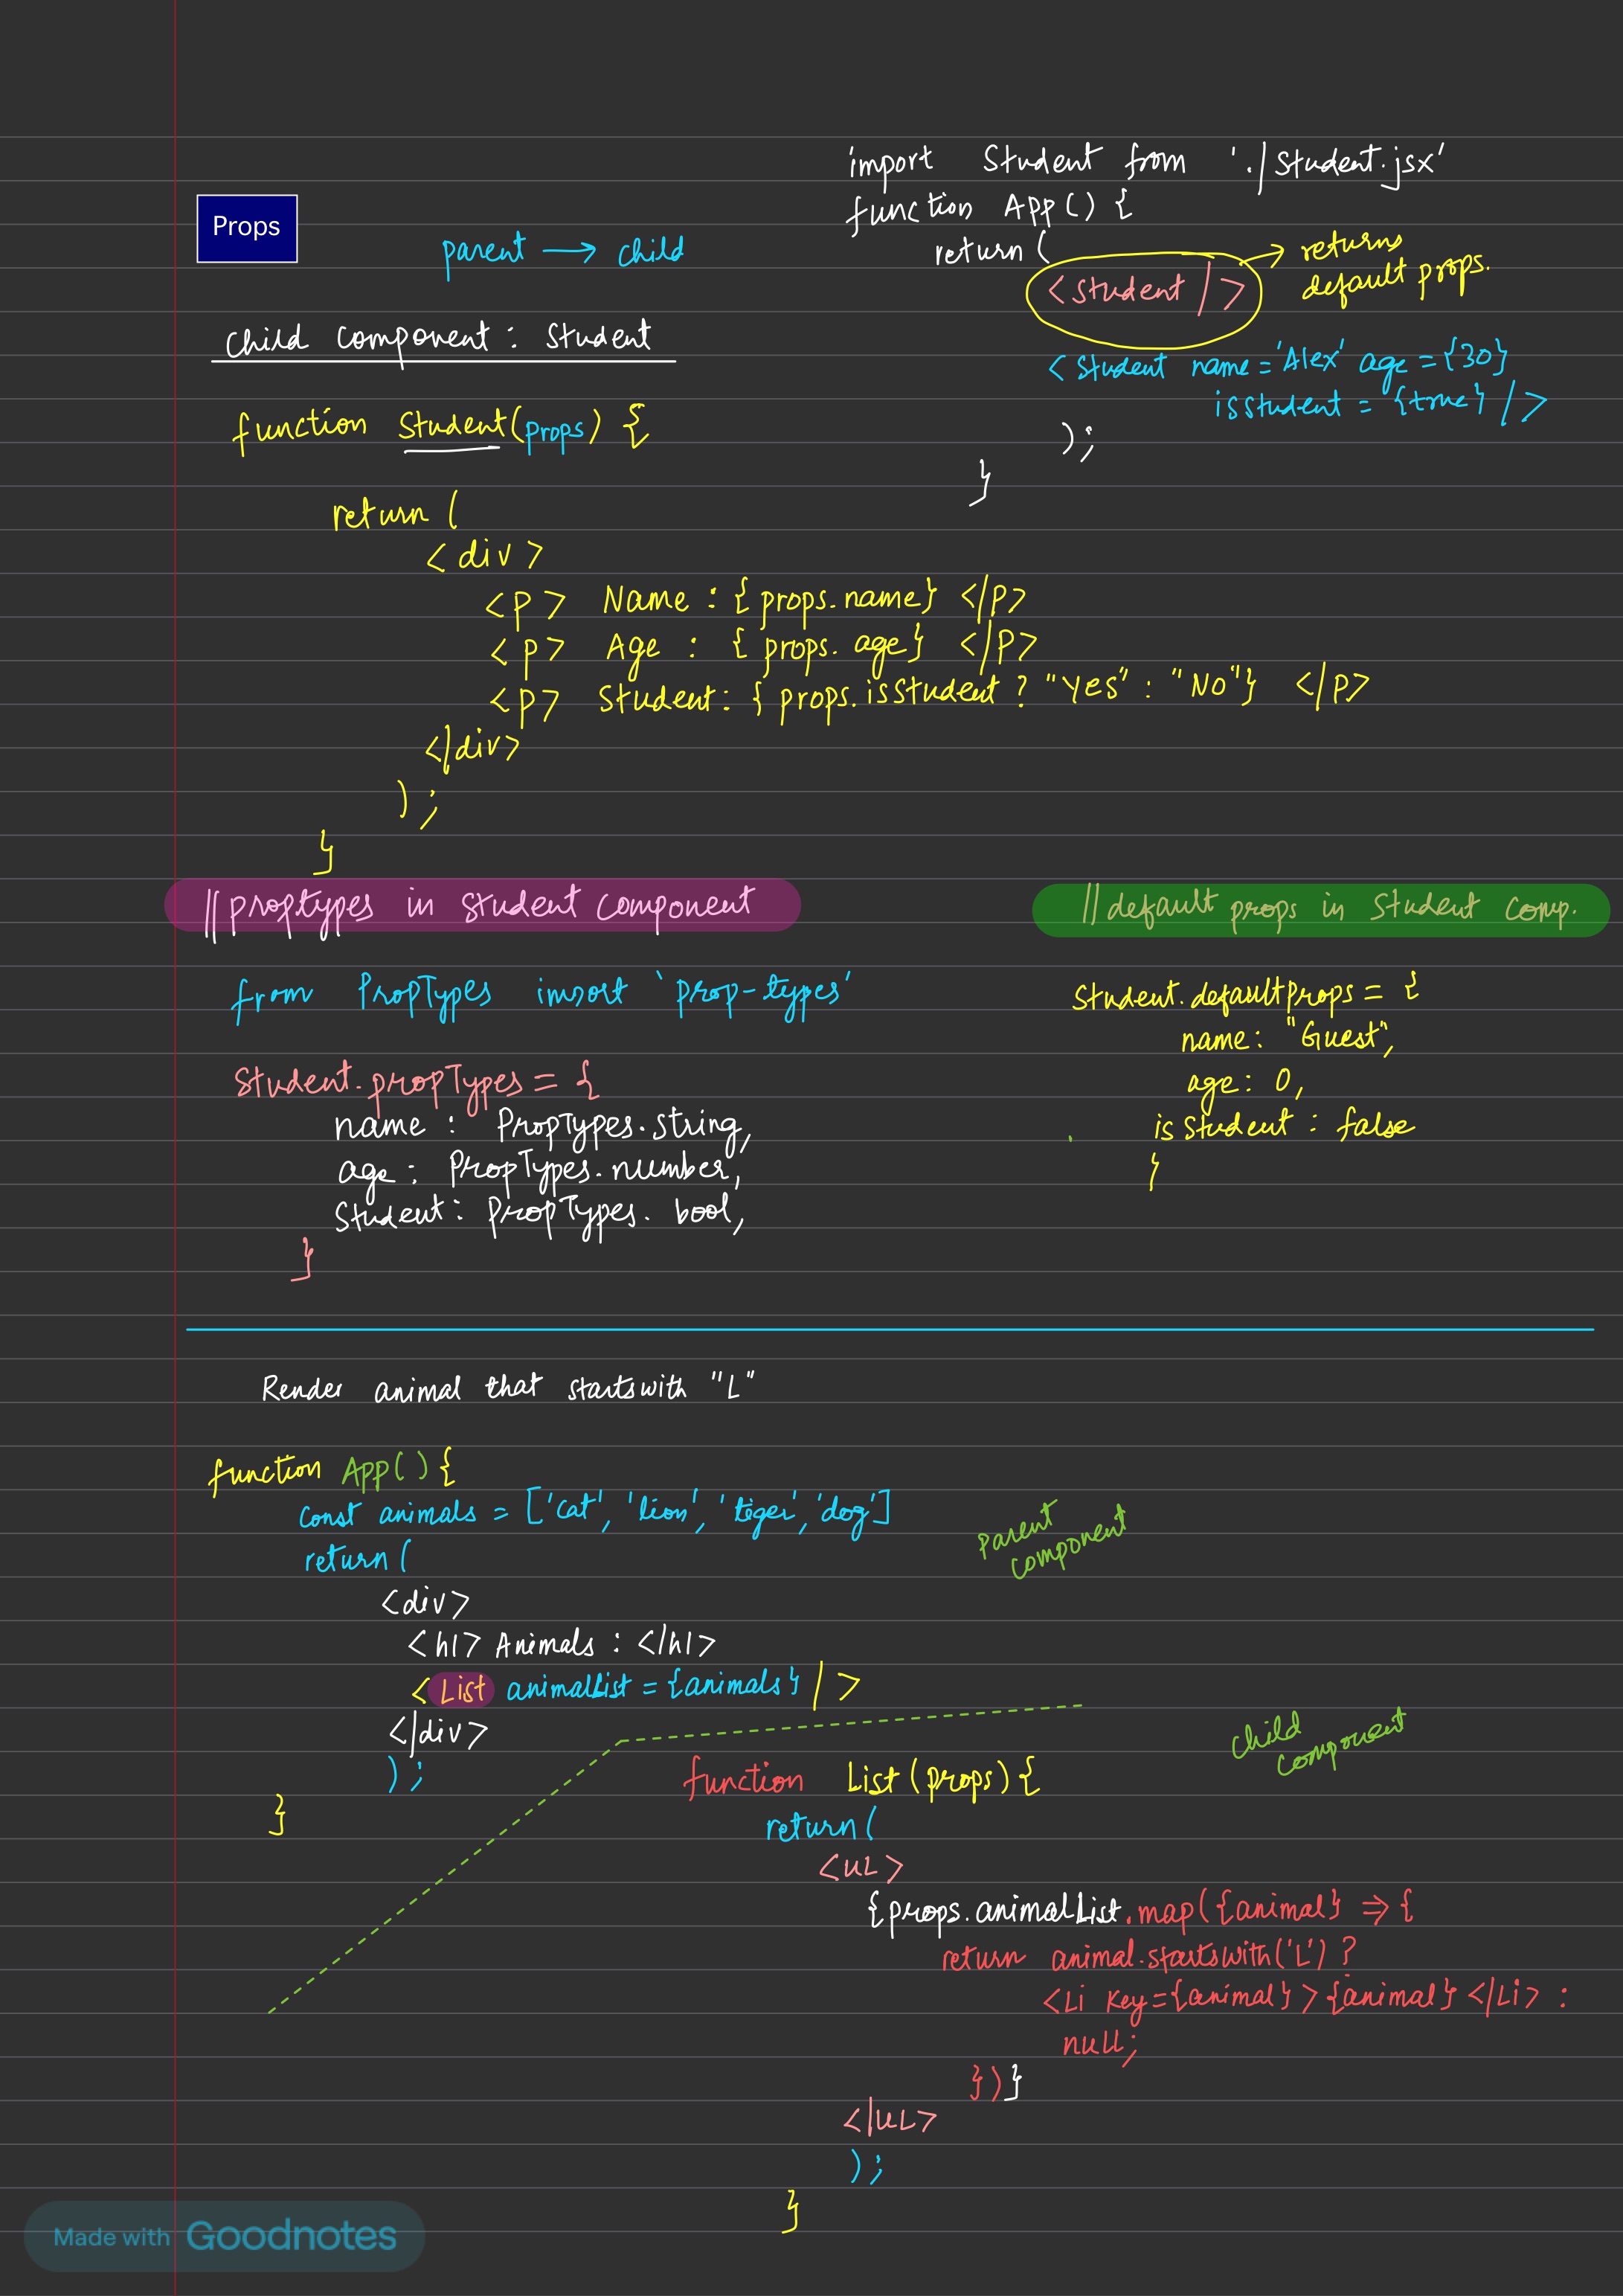 Props
parent → child
import Student from './Student.jsx'
function App() {
return (
<Student /> → returns
default props.
<Student name='Alex' age={30}
isStudent = {true} />
);
}
Child Component : Student
function Student(props) {
return (
<div>
<p> Name : {props.name} </p>
<p> Age : {props.age} </p>
<p> Student: {props.isStudent ? "Yes" : "No"} </p>
</div>
);
}
// proptypes in student component
from PropTypes import 'prop-types'
Student.propTypes = {
name : PropTypes.string,
age : PropTypes.number,
Student : PropTypes.bool,
}
// default props in Student comp.
Student.defaultProps = {
name: "Guest",
age: 0,
isStudent : false
}
Render animal that startswith "L"
function App() {
const animals = ['cat', 'lion', 'tiger', 'dog']
return (
<div>
<h1> Animals : </h1>
<List animalList = {animals} />
</div>
);
}
parent
component
child
component
function List(props) {
return (
<ul>
{props.animalList.map({animal} => {
return animal.startswith('L') ?
<li key={animal}>{animal}</li> :
null;
})}
</ul>
);
}
Made with Goodnotes